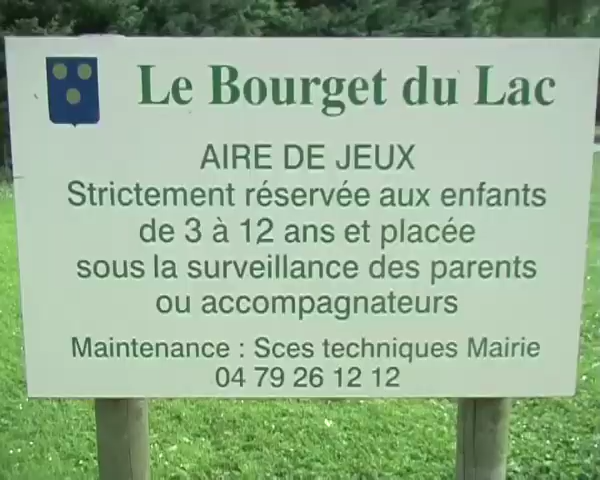 Le Bourget du Lac
AIRE DE JEUX
Strictement réservée aux enfants
de 3 à 12 ans et placée
sous la surveillance des parents
ou accompagnateurs
Maintenance : Sces techniques Mairie
04 79 26 12 12